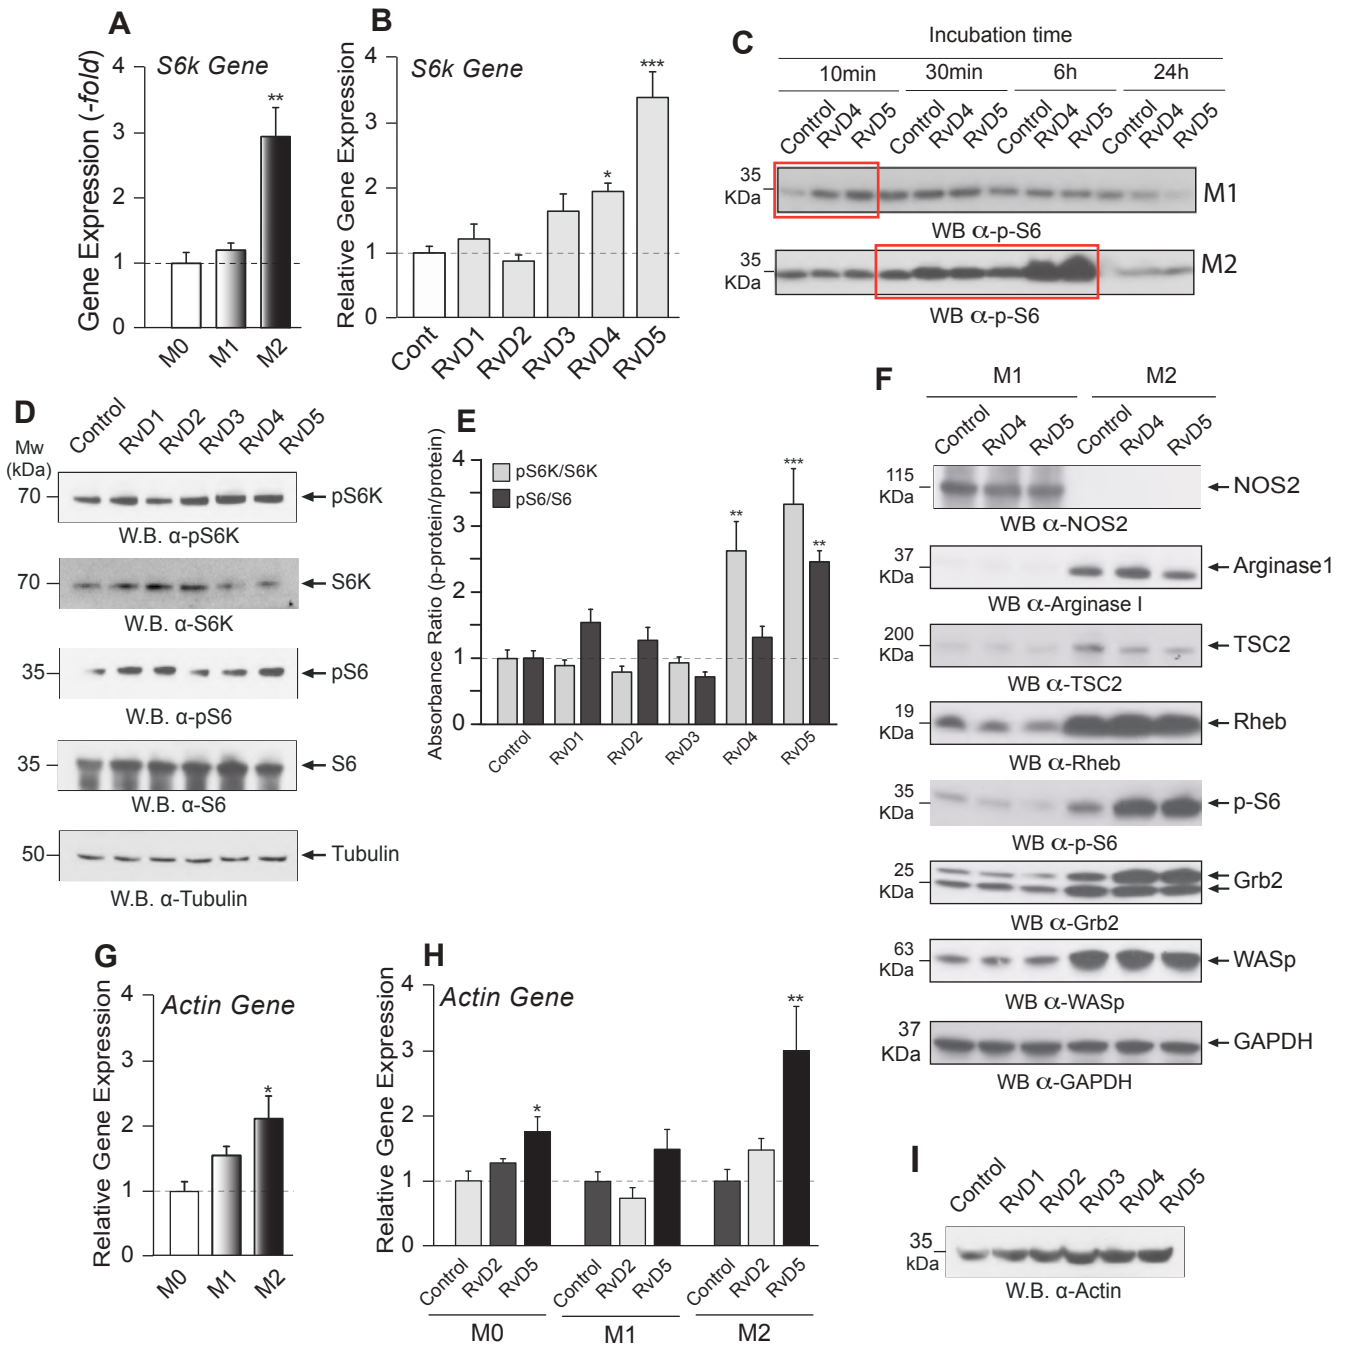 A
S6k Gene
Gene Expression (-fold)
4
3
2
1
0
**
M0
M1
M2
B
S6k Gene
Relative Gene Expression
4
3
2
1
0
*
***
Cont
RvD1
RvD2
RvD3
RvD4
RvD5
C
Incubation time
10min 30min 6h 24h
Control RvD4 RvD5 Control RvD4 RvD5 Control RvD4 RvD5 Control RvD4 RvD5
35
KDa
M1
WB α-p-S6
35
KDa
M2
WB α-p-S6
D
Control RvD1 RvD2 RvD3 RvD4 RvD5
Mw
(kDa)
70
pS6K
W.B. α-pS6K
70
S6K
W.B. α-S6K
35
pS6
W.B. α-pS6
35
S6
W.B. α-S6
50
Tubulin
W.B. α-Tubulin
E
pS6K/S6K
pS6/S6
Absorbance Ratio (p-protein/protein)
4
3
2
1
0
**
***
**
Control
RvD1
RvD2
RvD3
RvD4
RvD5
F
M1 M2
Control RvD4 RvD5 Control RvD4 RvD5
115
KDa
NOS2
WB α-NOS2
37
KDa
Arginase1
WB α-Arginase I
200
KDa
TSC2
WB α-TSC2
19
KDa
Rheb
WB α-Rheb
35
KDa
p-S6
WB α-p-S6
25
KDa
Grb2
WB α-Grb2
63
KDa
WASp
WB α-WASp
37
KDa
GAPDH
WB α-GAPDH
G
Actin Gene
Relative Gene Expression
4
3
2
1
0
*
M0
M1
M2
H
Actin Gene
Relative Gene Expression
4
3
2
1
0
*
**
Control RvD2 RvD5 Control RvD2 RvD5 Control RvD2 RvD5
M0 M1 M2
I
Control RvD1 RvD2 RvD3 RvD4 RvD5
35
kDa
W.B. α-Actin